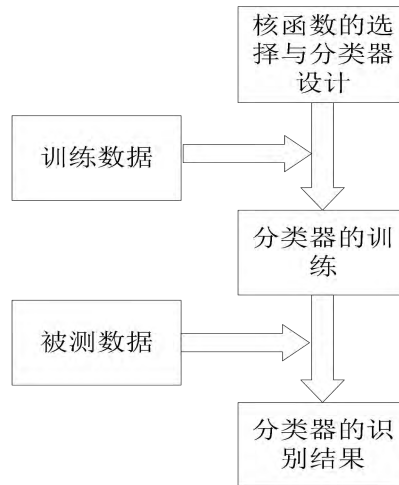 核函数的选
择与分类器
设计
训练数据
分类器的训
练
被测数据
分类器的识
别结果